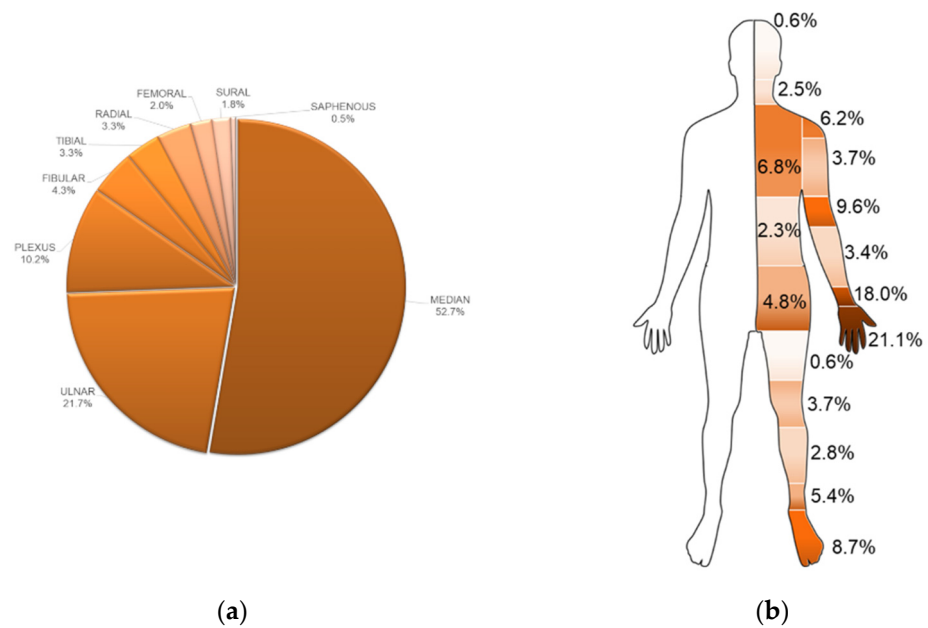 FEMORAL
2.0%
SURAL
1.8%
SAPHENOUS
0.5%
RADIAL
3.3%
TIBIAL
3.3%
FIBULAR
4.3%
PLEXUS
10.2%
MEDIAN
52.7%
ULNAR
21.7%
(a)
0.6%
2.5%
6.2%
3.7%
6.8%
9.6%
2.3%
3.4%
4.8%
18.0%
21.1%
0.6%
3.7%
2.8%
5.4%
8.7%
(b)